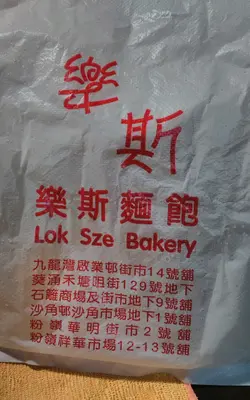 樂
斯
樂斯麵飽
Lok Sze Bakery
九龍灣啟業邨街市14號舖
葵涌禾塘咀街129號地下
石籬商場及街市地下9號舖
沙角邨沙角市場地下1號舖
粉嶺華明街市2號舖
粉嶺祥華市場12-13號舖